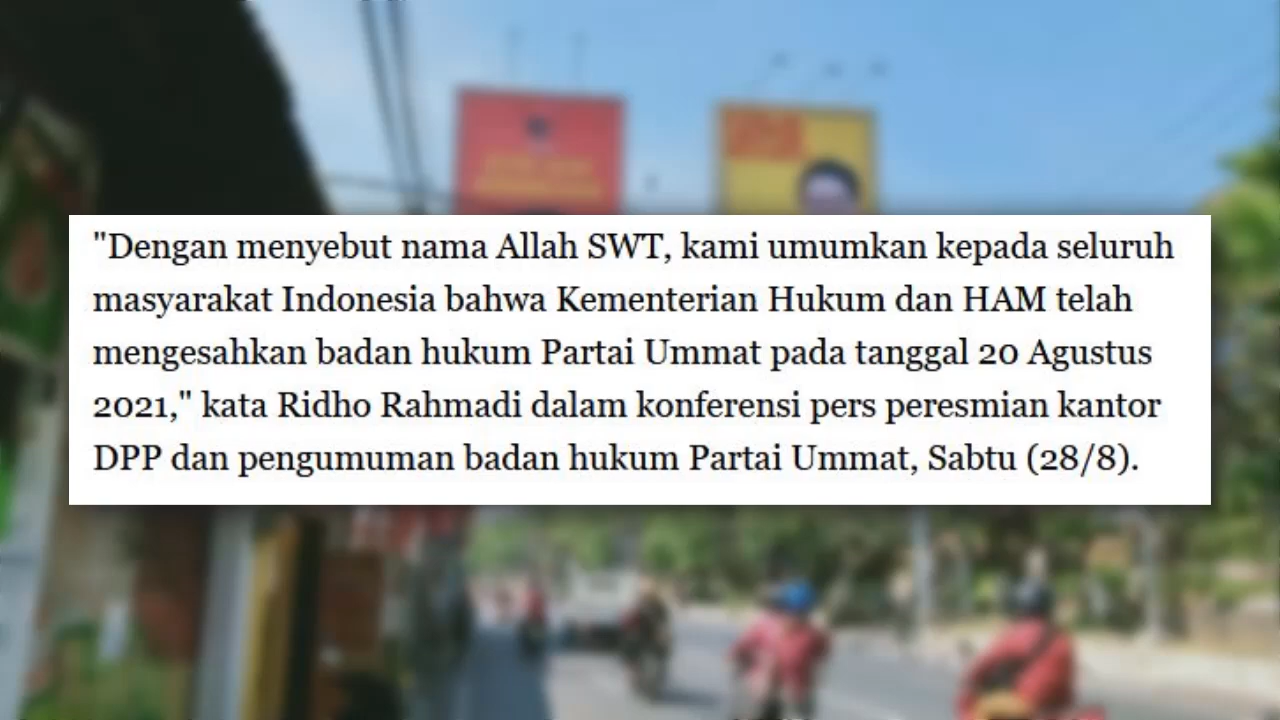 "Dengan menyebut nama Allah SWT, kami umumkan kepada seluruh
masyarakat Indonesia bahwa Kementerian Hukum dan HAM telah
mengesahkan badan hukum Partai Ummat pada tanggal 20 Agustus
2021," kata Ridho Rahmadi dalam konferensi pers peresmian kantor
DPP dan pengumuman badan hukum Partai Ummat, Sabtu (28/8).